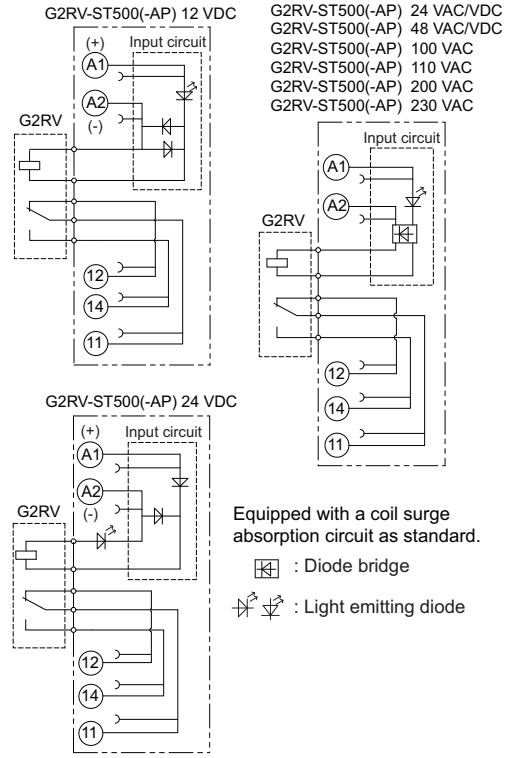 G2RV-ST500(-AP) 12 VDC
(+) Input circuit
A1
A2
(-)
G2RV
12
14
11
G2RV-ST500(-AP) 24 VAC/VDC
G2RV-ST500(-AP) 48 VAC/VDC
G2RV-ST500(-AP) 100 VAC
G2RV-ST500(-AP) 110 VAC
G2RV-ST500(-AP) 200 VAC
G2RV-ST500(-AP) 230 VAC
Input circuit
A1
A2
G2RV
12
14
11
G2RV-ST500(-AP) 24 VDC
(+) Input circuit
A1
A2
(-)
G2RV
12
14
11
Equipped with a coil surge
absorption circuit as standard.
: Diode bridge
: Light emitting diode